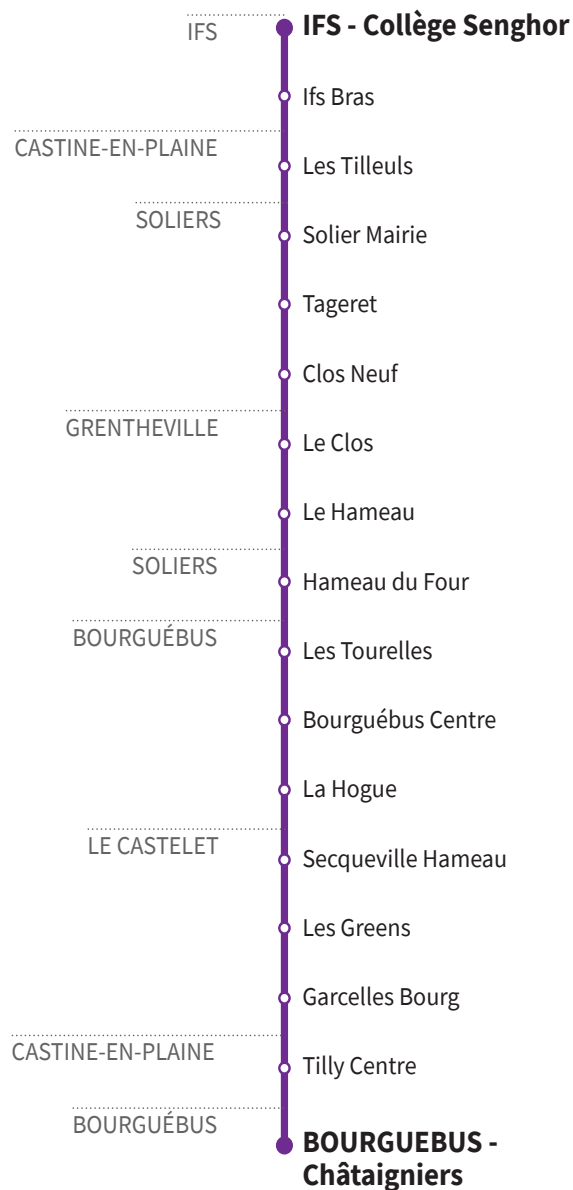 IFS
IFS - Collège Senghor
Ifs Bras
CASTINE-EN-PLAINE
Les Tilleuls
SOLIERS
Solier Mairie
Tageret
Clos Neuf
GRENTHEVILLE
Le Clos
Le Hameau
SOLIERS
Hameau du Four
BOURGUÉBUS
Les Tourelles
Bourguébus Centre
La Hogue
LE CASTELET
Secqueville Hameau
Les Greens
Garcelles Bourg
CASTINE-EN-PLAINE
Tilly Centre
BOURGUÉBUS
BOURGUEBUS -
Châtaigniers